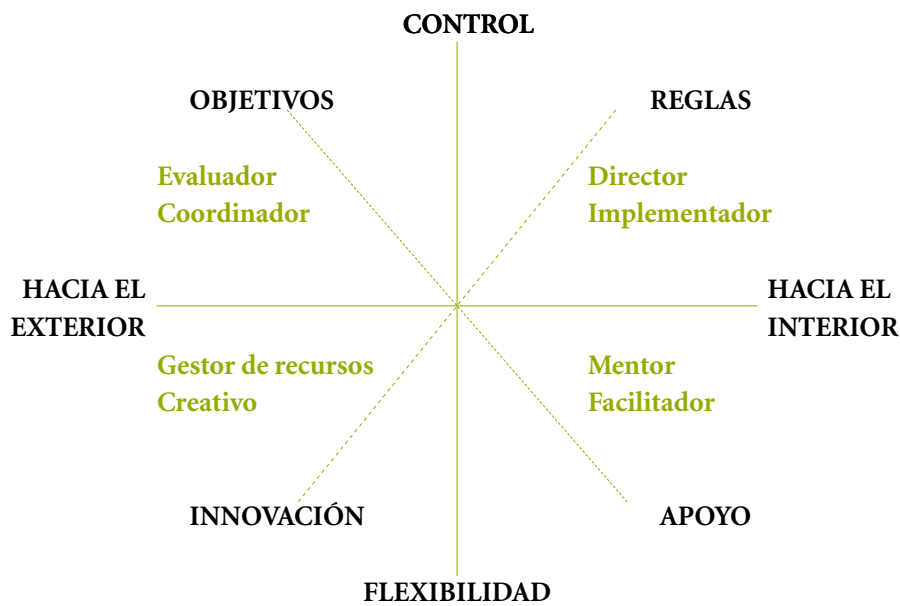 CONTROL
OBJETIVOS
REGLAS
Evaluador
Coordinador
Director
Implementador
HACIA EL
EXTERIOR
HACIA EL
INTERIOR
Gestor de recursos
Creativo
Mentor
Facilitador
INNOVACIÓN
APOYO
FLEXIBILIDAD